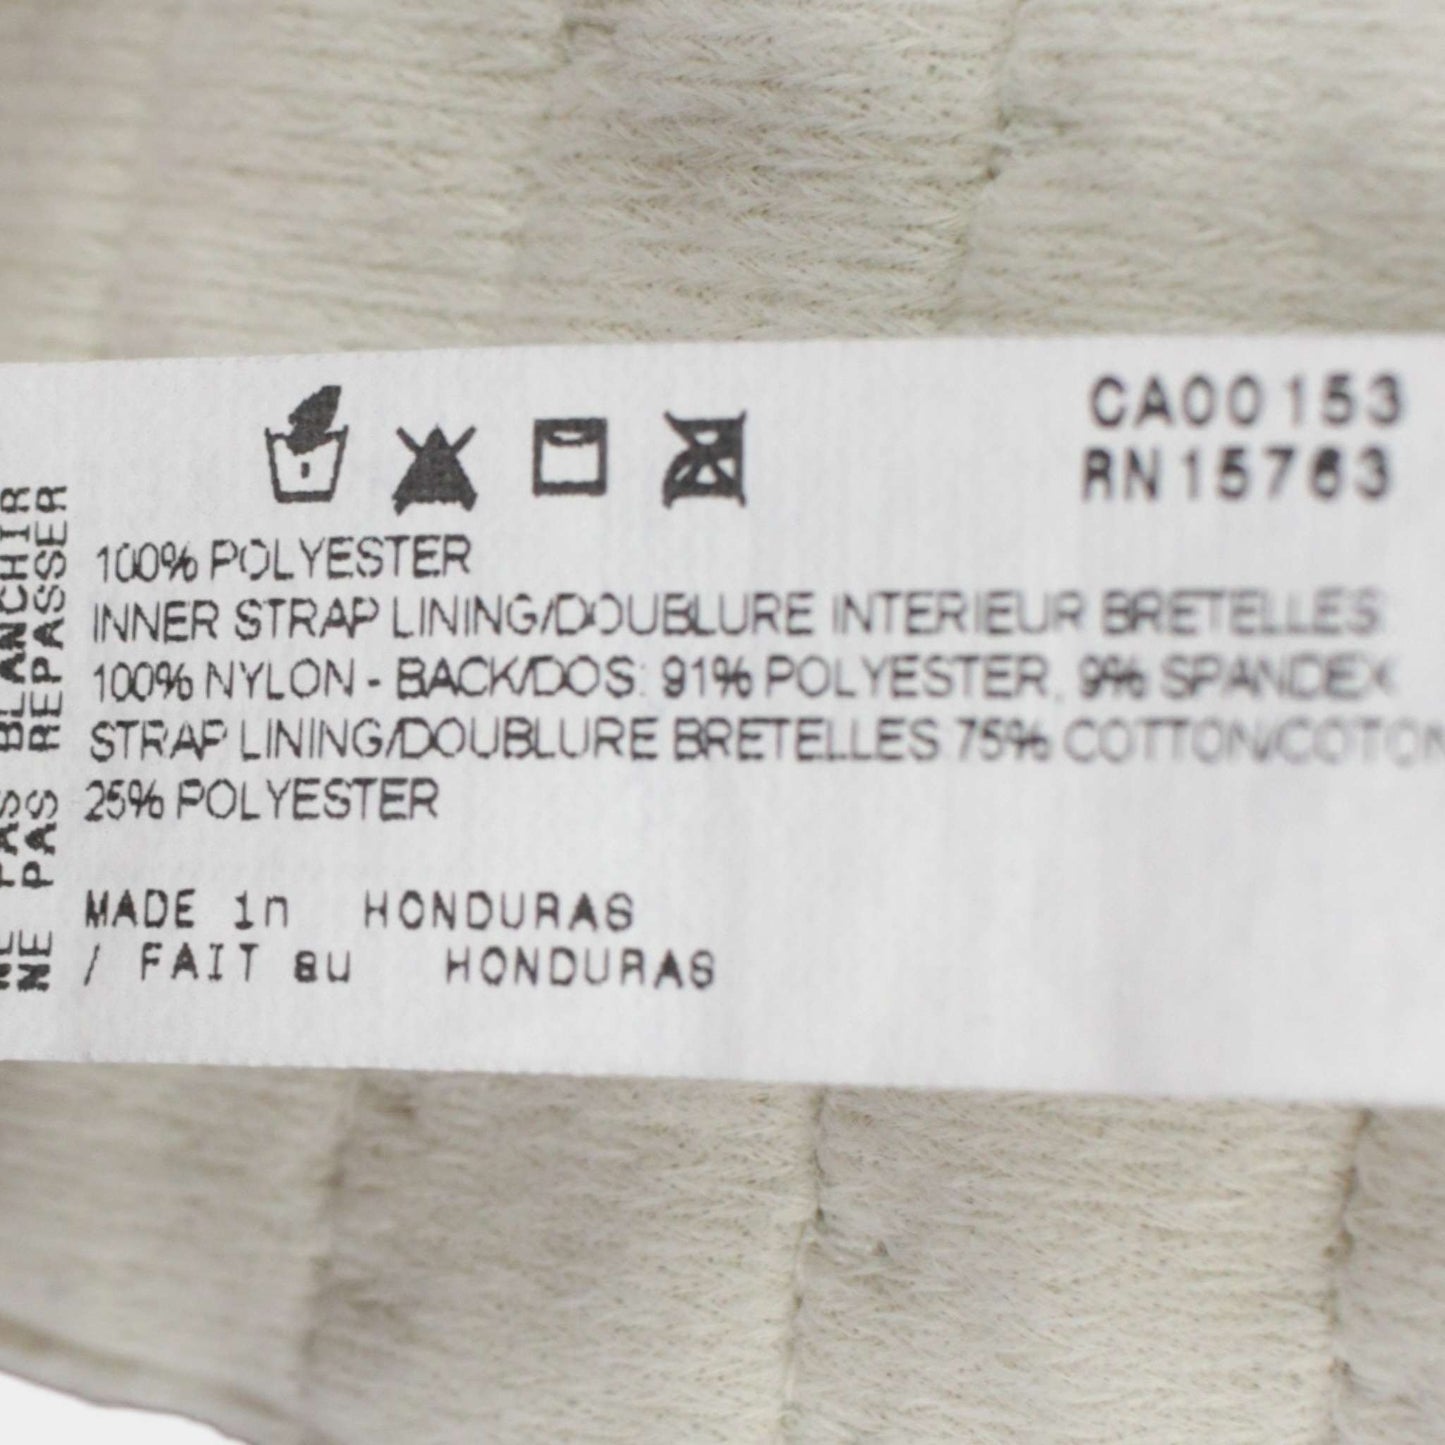 CA00153
RN15763
100% POLYESTER
INNER STRAP LINING/DOUBLURE INTERIEUR BRETELLES:
100% NYLON - BACK/DOS: 91% POLYESTER, 9% SPANDEX
STRAP LINING/DOUBLURE BRETELLES 75% COTTON/COTON
25% POLYESTER
MADE in HONDURAS
/ FAIT au HONDURAS
NE PAS BLANCHIR
NE PAS REPASSER